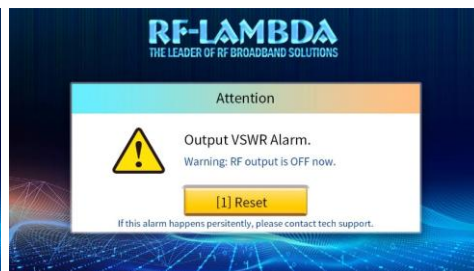 RF-LAMBDA
THE LEADER OF RF BROADBAND SOLUTIONS
Attention
Output VSWR Alarm.
Warning: RF output is OFF now.
[1] Reset
If this alarm happens persitently, please contact tech support.